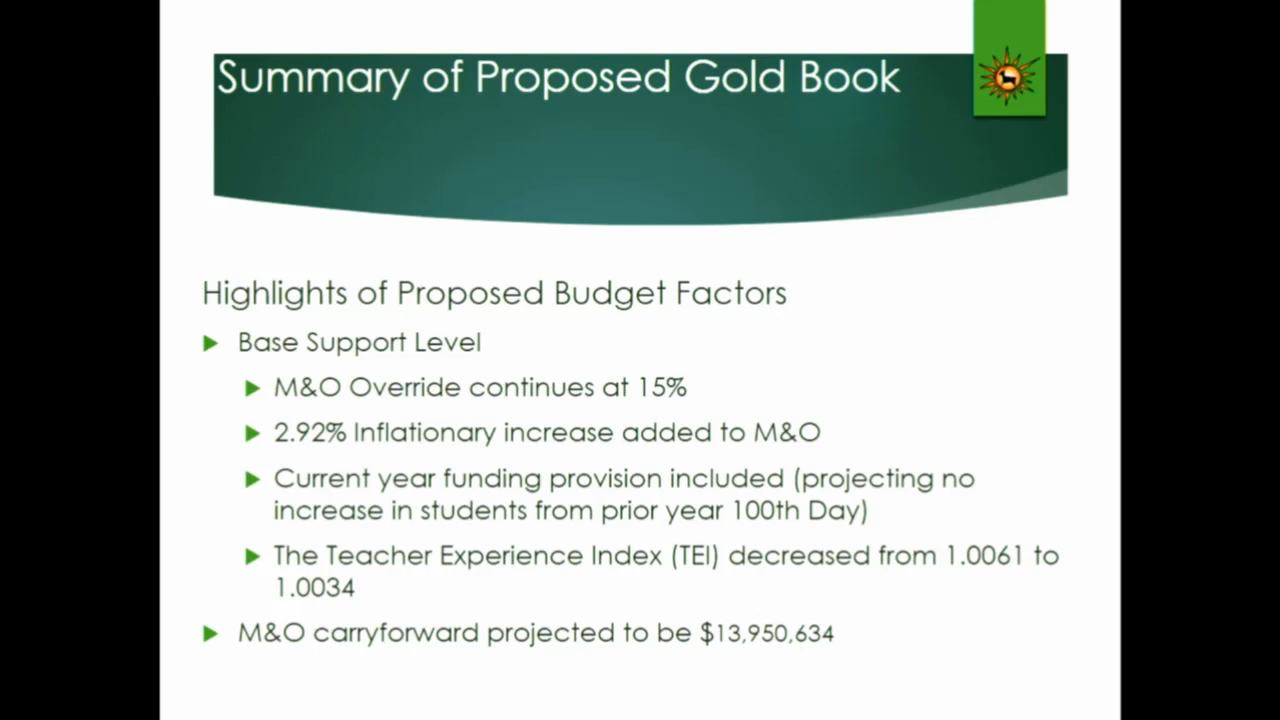 Summary of Proposed Gold Book
Highlights of Proposed Budget Factors
Base Support Level
M&O Override continues at 15%
2.92% Inflationary increase added to M&O
Current year funding provision included (projecting no
increase in students from prior year 100th Day)
The Teacher Experience Index (TEI) decreased from 1.0061 to
1.0034
M&O carryforward projected to be $13,950,634